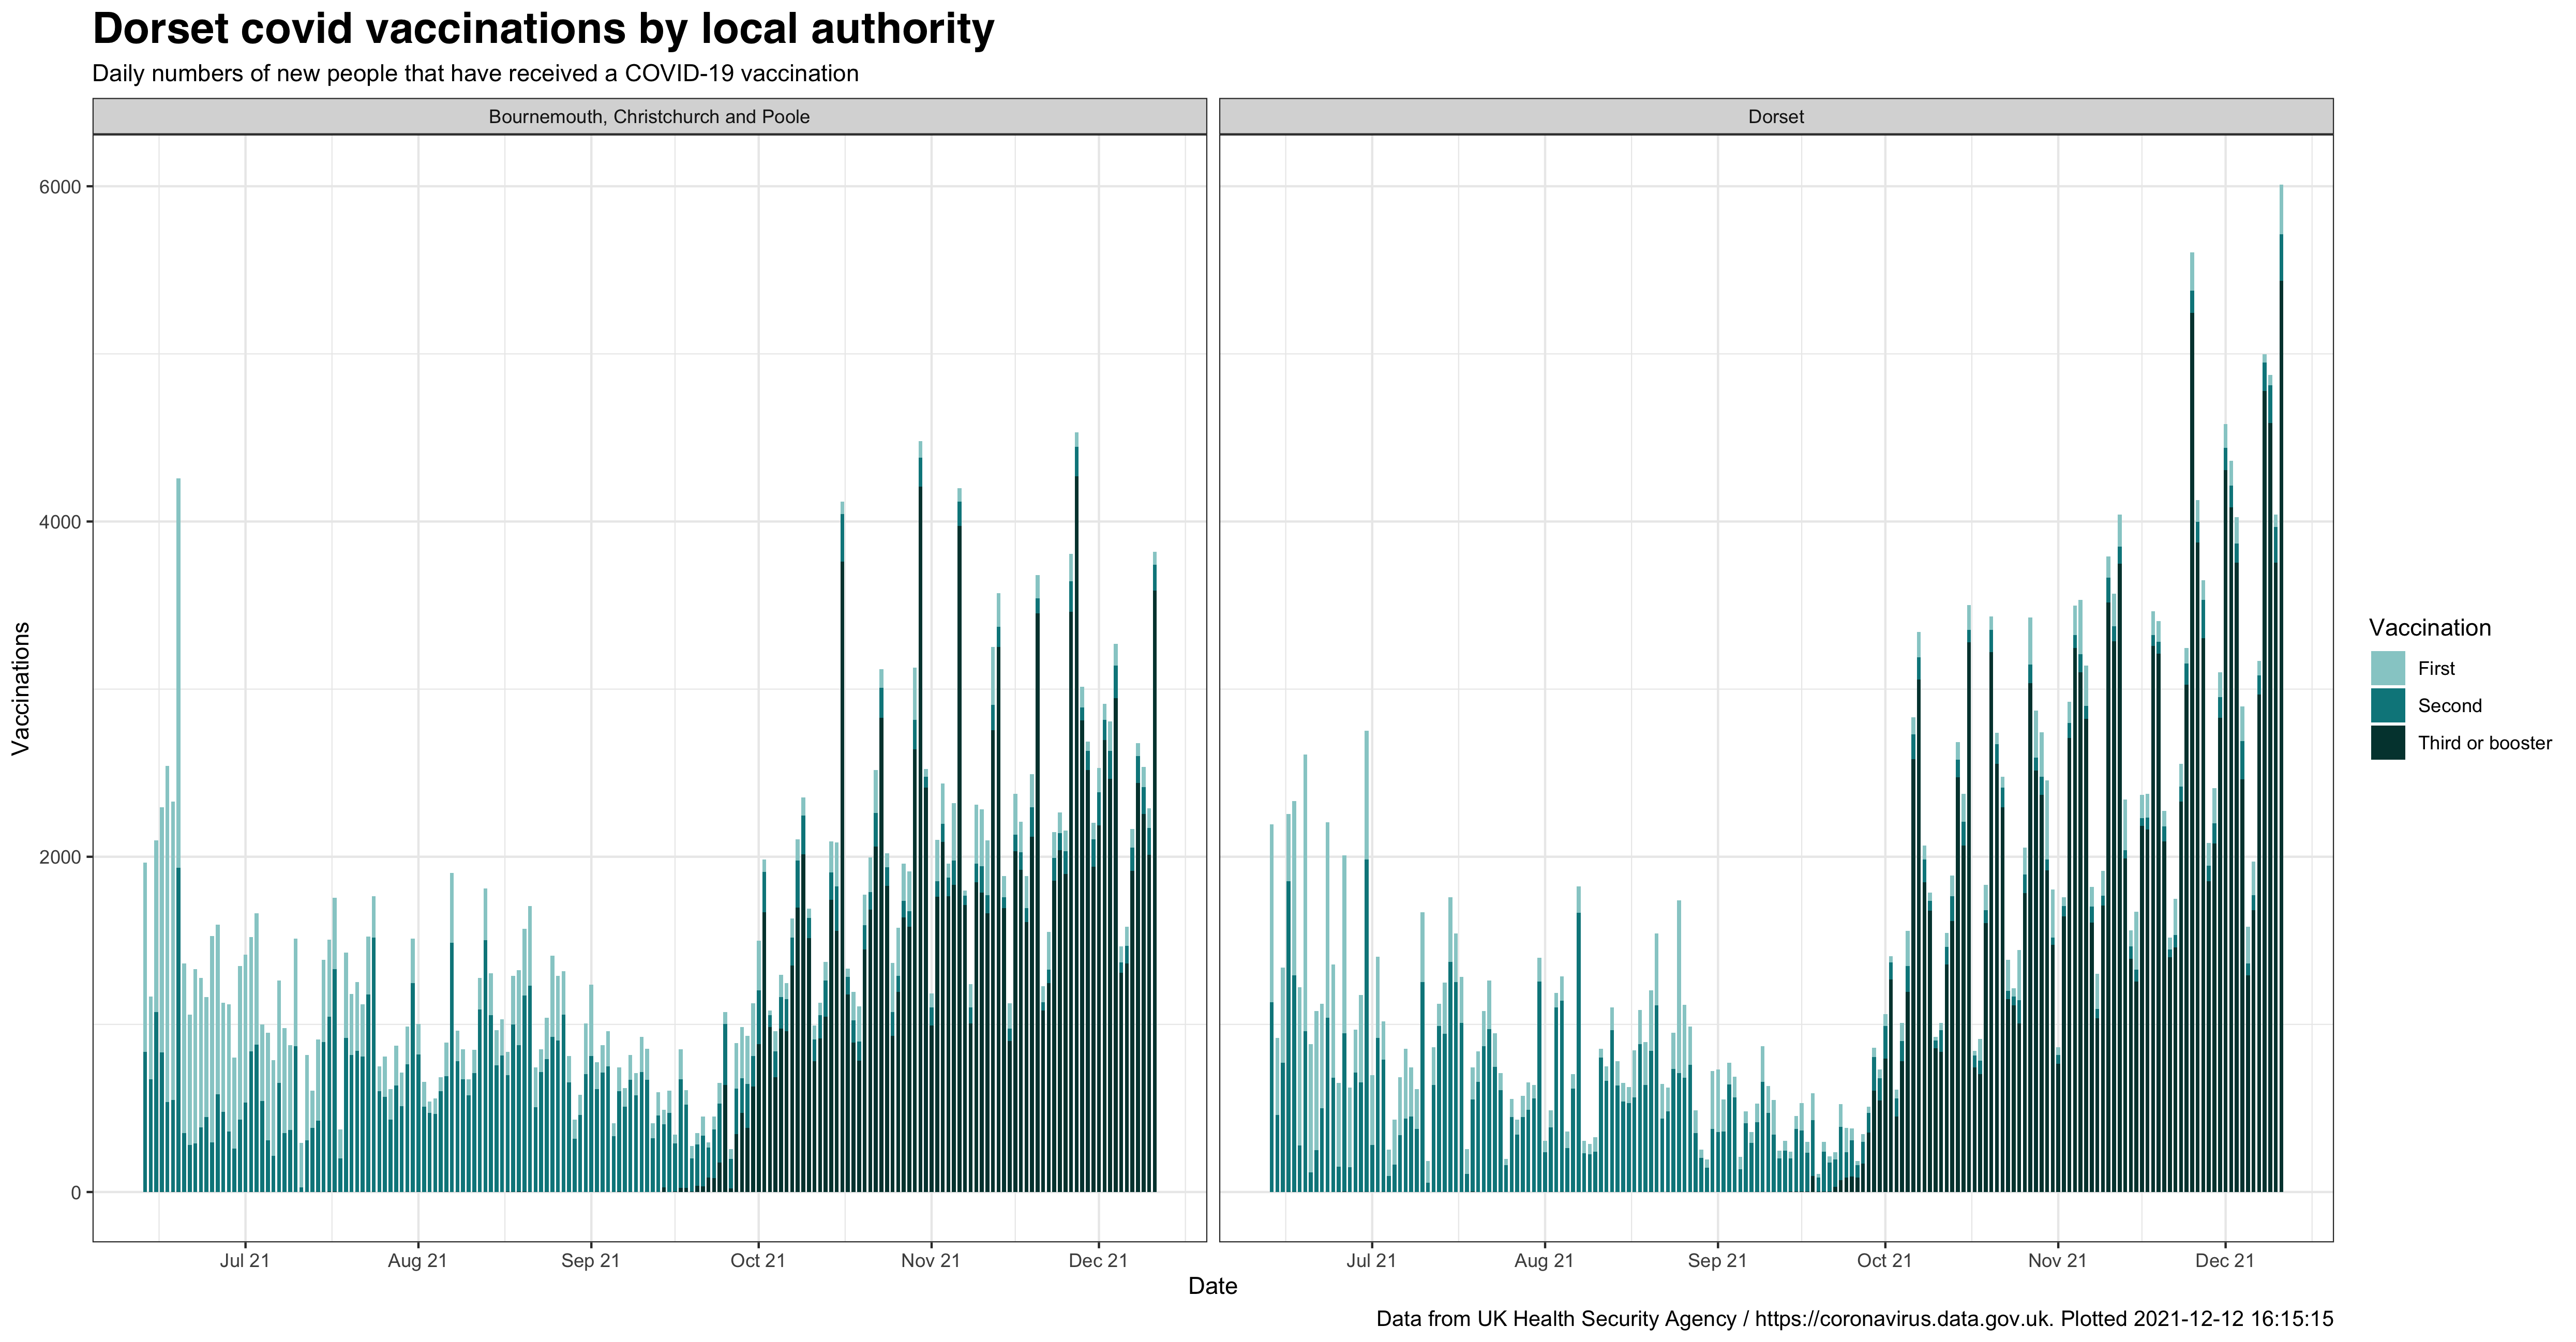 Dorset covid vaccinations by local authority
Daily numbers of new people that have received a COVID-19 vaccination
Bournemouth, Christchurch and Poole
Dorset
6000
4000
2000
0
Vaccinations
Jul 21
Aug 21
Sep 21
Oct 21
Nov 21
Dec 21
Jul 21
Aug 21
Sep 21
Oct 21
Nov 21
Dec 21
Date
Vaccination
First
Second
Third or booster
Data from UK Health Security Agency / https://coronavirus.data.gov.uk. Plotted 2021-12-12 16:15:15